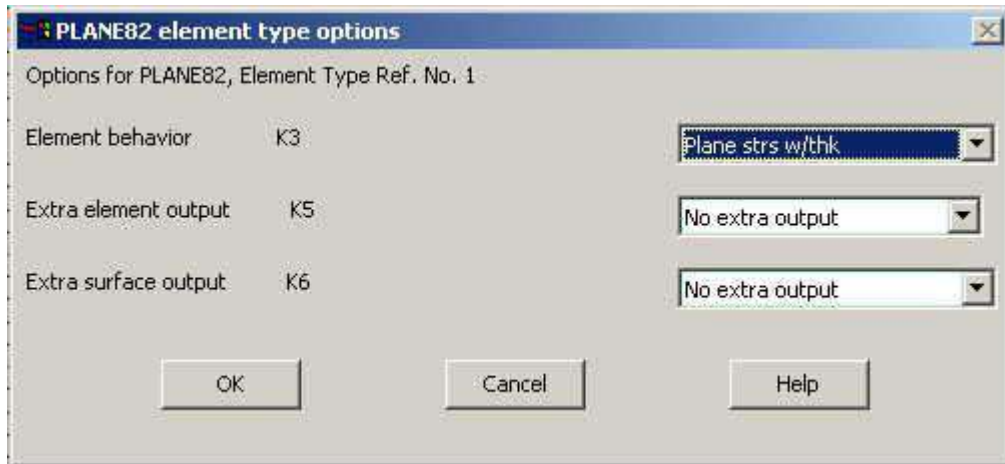 PLANE82 element type options
Options for PLANE82, Element Type Ref. No. 1
Element behavior K3 Plane strs w/thk
Extra element output K5 No extra output
Extra surface output K6 No extra output
OK Cancel Help